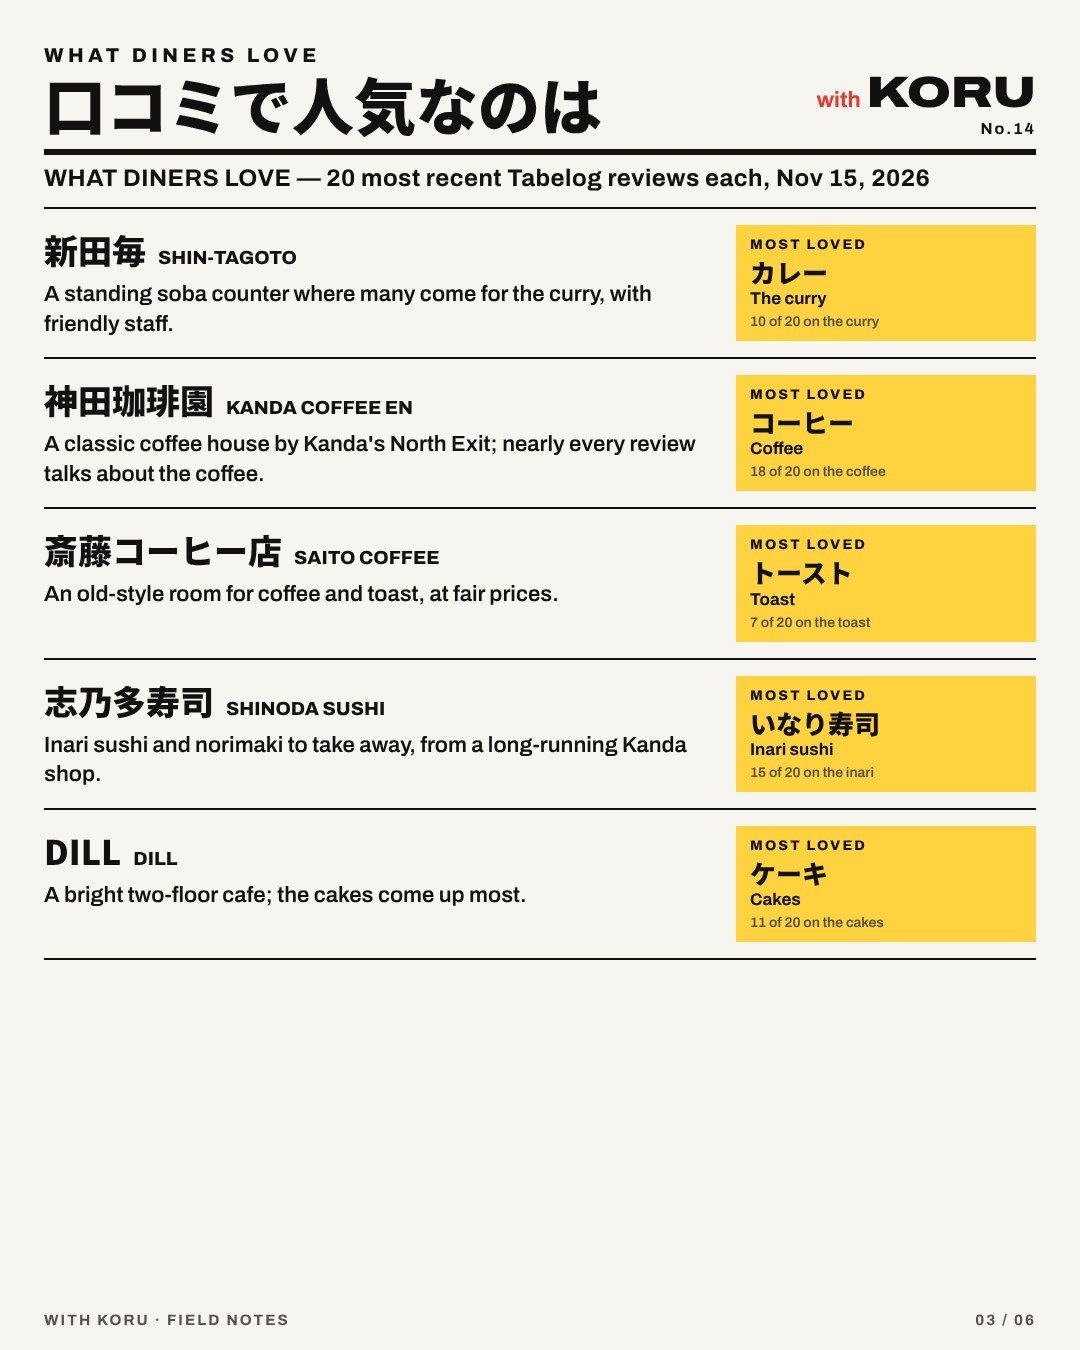 WHAT DINERS LOVE
口コミで人気なのは
with KORU
No.14
WHAT DINERS LOVE — 20 most recent Tabelog reviews each, Nov 15, 2026
新田毎 SHIN-TAGOTO
A standing soba counter where many come for the curry, with
friendly staff.
MOST LOVED
カレー
The curry
10 of 20 on the curry
神田珈琲園 KANDA COFFEE EN
A classic coffee house by Kanda's North Exit; nearly every review
talks about the coffee.
MOST LOVED
コーヒー
Coffee
18 of 20 on the coffee
斎藤コーヒー店 SAITO COFFEE
An old-style room for coffee and toast, at fair prices.
MOST LOVED
トースト
Toast
7 of 20 on the toast
志乃多寿司 SHINODA SUSHI
Inari sushi and norimaki to take away, from a long-running Kanda
shop.
MOST LOVED
いなり寿司
Inari sushi
15 of 20 on the inari
DILL DILL
A bright two-floor cafe; the cakes come up most.
MOST LOVED
ケーキ
Cakes
11 of 20 on the cakes
WITH KORU · FIELD NOTES
03 / 06